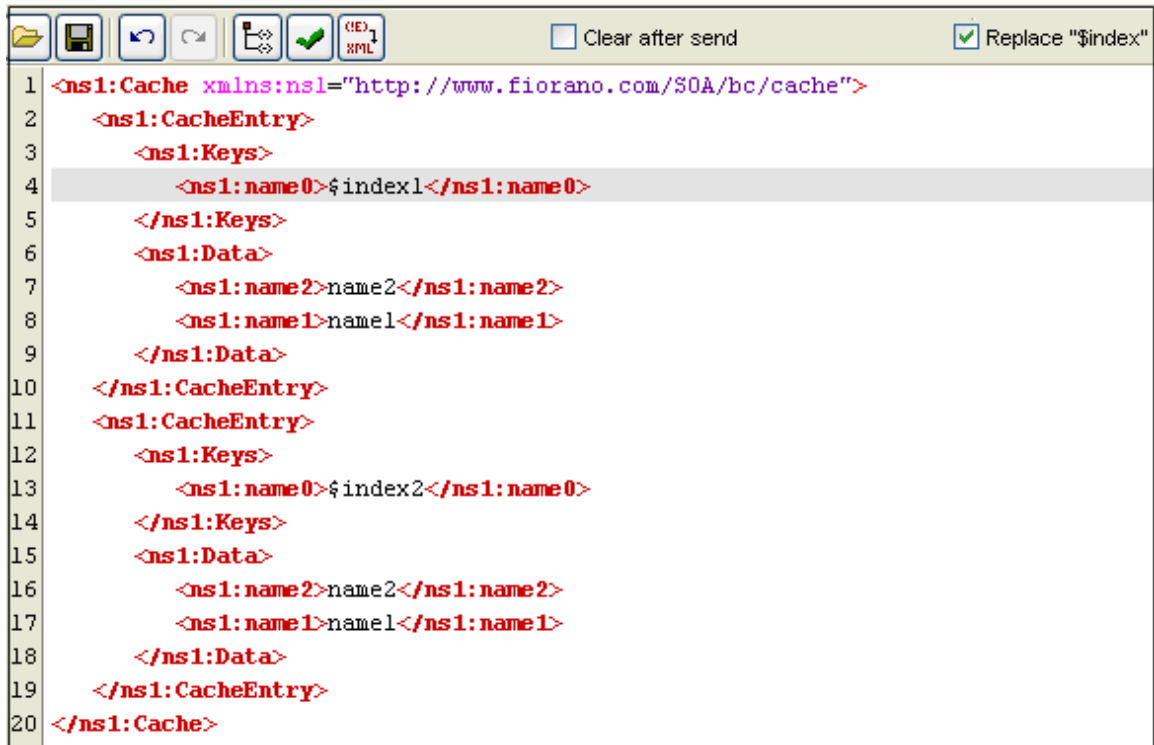 (!E) XML Clear after send Replace "$index"
1 <ns1:Cache xmlns:ns1="http://www.fiorano.com/SOA/bc/cache">
2 <ns1:CacheEntry>
3 <ns1:Keys>
4 <ns1:name0>$index1</ns1:name0>
5 </ns1:Keys>
6 <ns1:Data>
7 <ns1:name2>name2</ns1:name2>
8 <ns1:name1>name1</ns1:name1>
9 </ns1:Data>
10 </ns1:CacheEntry>
11 <ns1:CacheEntry>
12 <ns1:Keys>
13 <ns1:name0>$index2</ns1:name0>
14 </ns1:Keys>
15 <ns1:Data>
16 <ns1:name2>name2</ns1:name2>
17 <ns1:name1>name1</ns1:name1>
18 </ns1:Data>
19 </ns1:CacheEntry>
20 </ns1:Cache>